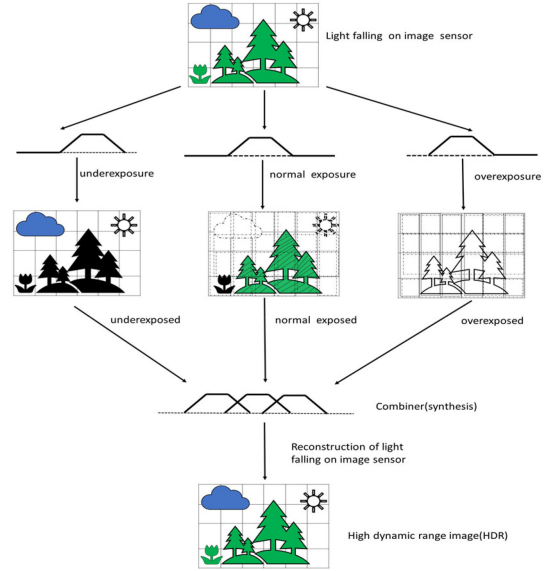 Light falling on image sensor
underexposure
normal exposure
overexposure
underexposed
normal exposed
overexposed
Combiner(synthesis)
Reconstruction of light
falling on image sensor
High dynamic range image(HDR)